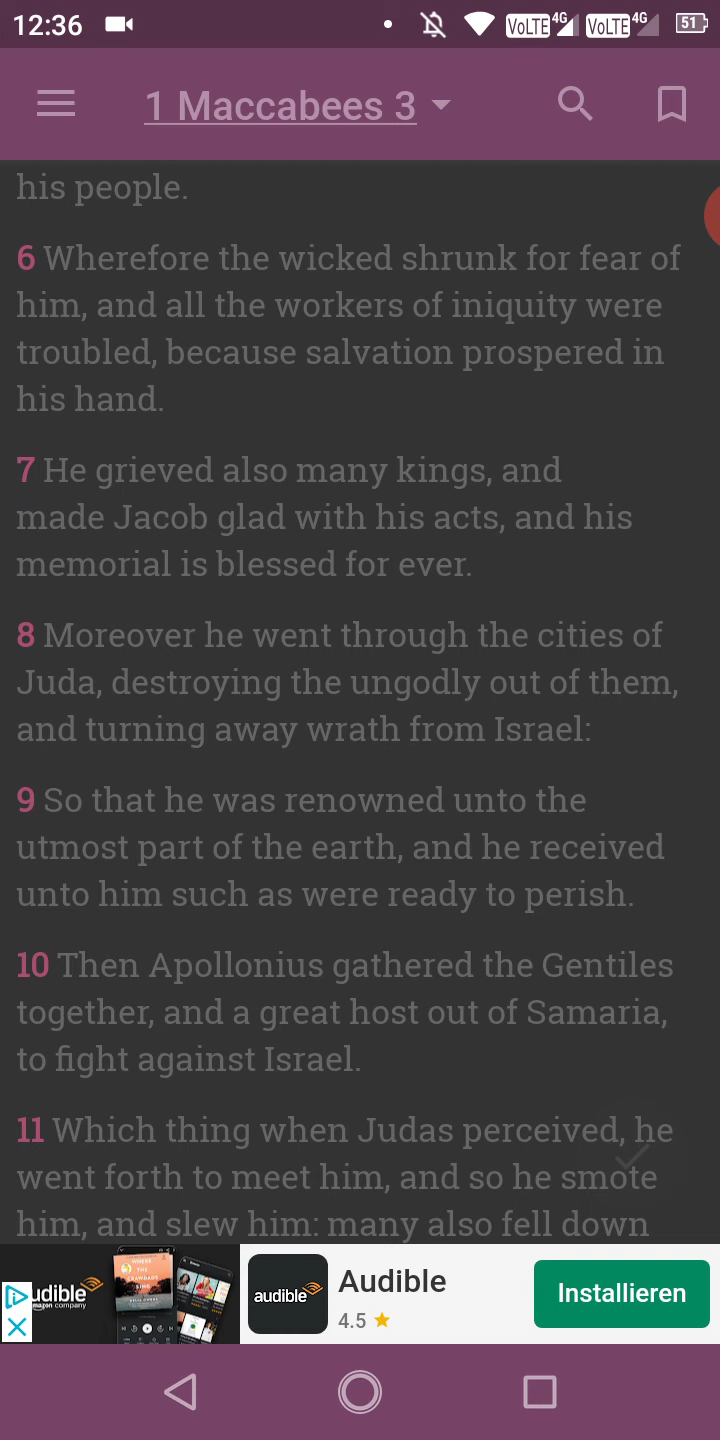 12:36
VoLTE 4G VoLTE 4G 51
1 Maccabees 3
his people.
6 Wherefore the wicked shrunk for fear of
him, and all the workers of iniquity were
troubled, because salvation prospered in
his hand.
7 He grieved also many kings, and
made Jacob glad with his acts, and his
memorial is blessed for ever.
8 Moreover he went through the cities of
Juda, destroying the ungodly out of them,
and turning away wrath from Israel:
9 So that he was renowned unto the
utmost part of the earth, and he received
unto him such as were ready to perish.
10 Then Apollonius gathered the Gentiles
together, and a great host out of Samaria,
to fight against Israel.
11 Which thing when Judas perceived, he
went forth to meet him, and so he smote
him, and slew him: many also fell down
udible
amazon company
WHERE
THE
CRAWDADS
SING
audible
Audible
4.5
Installieren